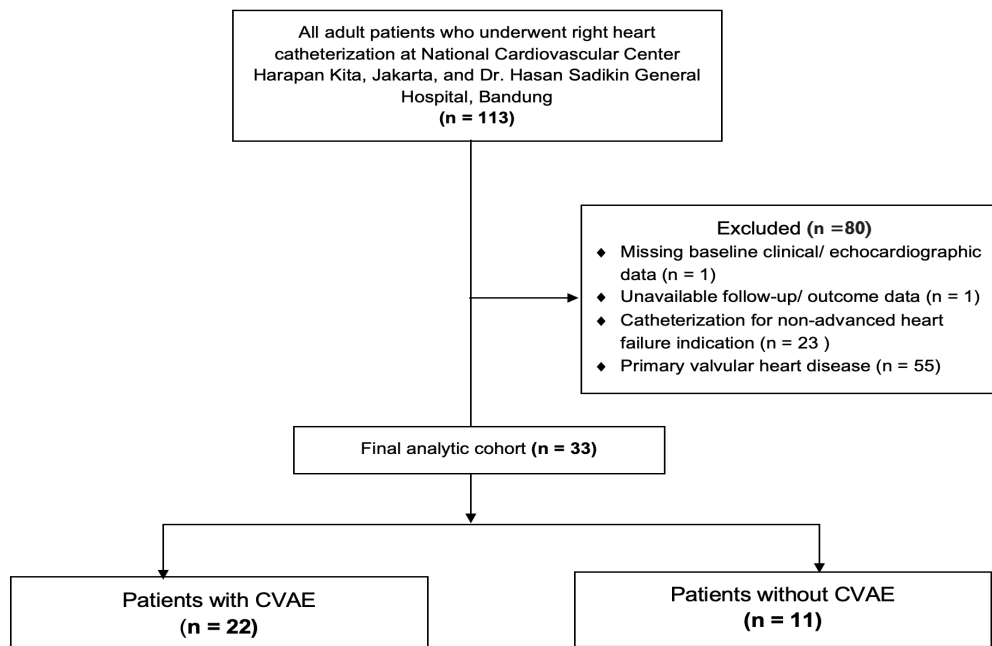 All adult patients who underwent right heart
catheterization at National Cardiovascular Center
Harapan Kita, Jakarta, and Dr. Hasan Sadikin General
Hospital, Bandung
(n = 113)
Excluded (n =80)
◆ Missing baseline clinical/ echocardiographic
data (n = 1)
◆ Unavailable follow-up/ outcome data (n = 1)
◆ Catheterization for non-advanced heart
failure indication (n = 23 )
◆ Primary valvular heart disease (n = 55)
Final analytic cohort (n = 33)
Patients with CVAE
(n = 22)
Patients without CVAE
(n = 11)